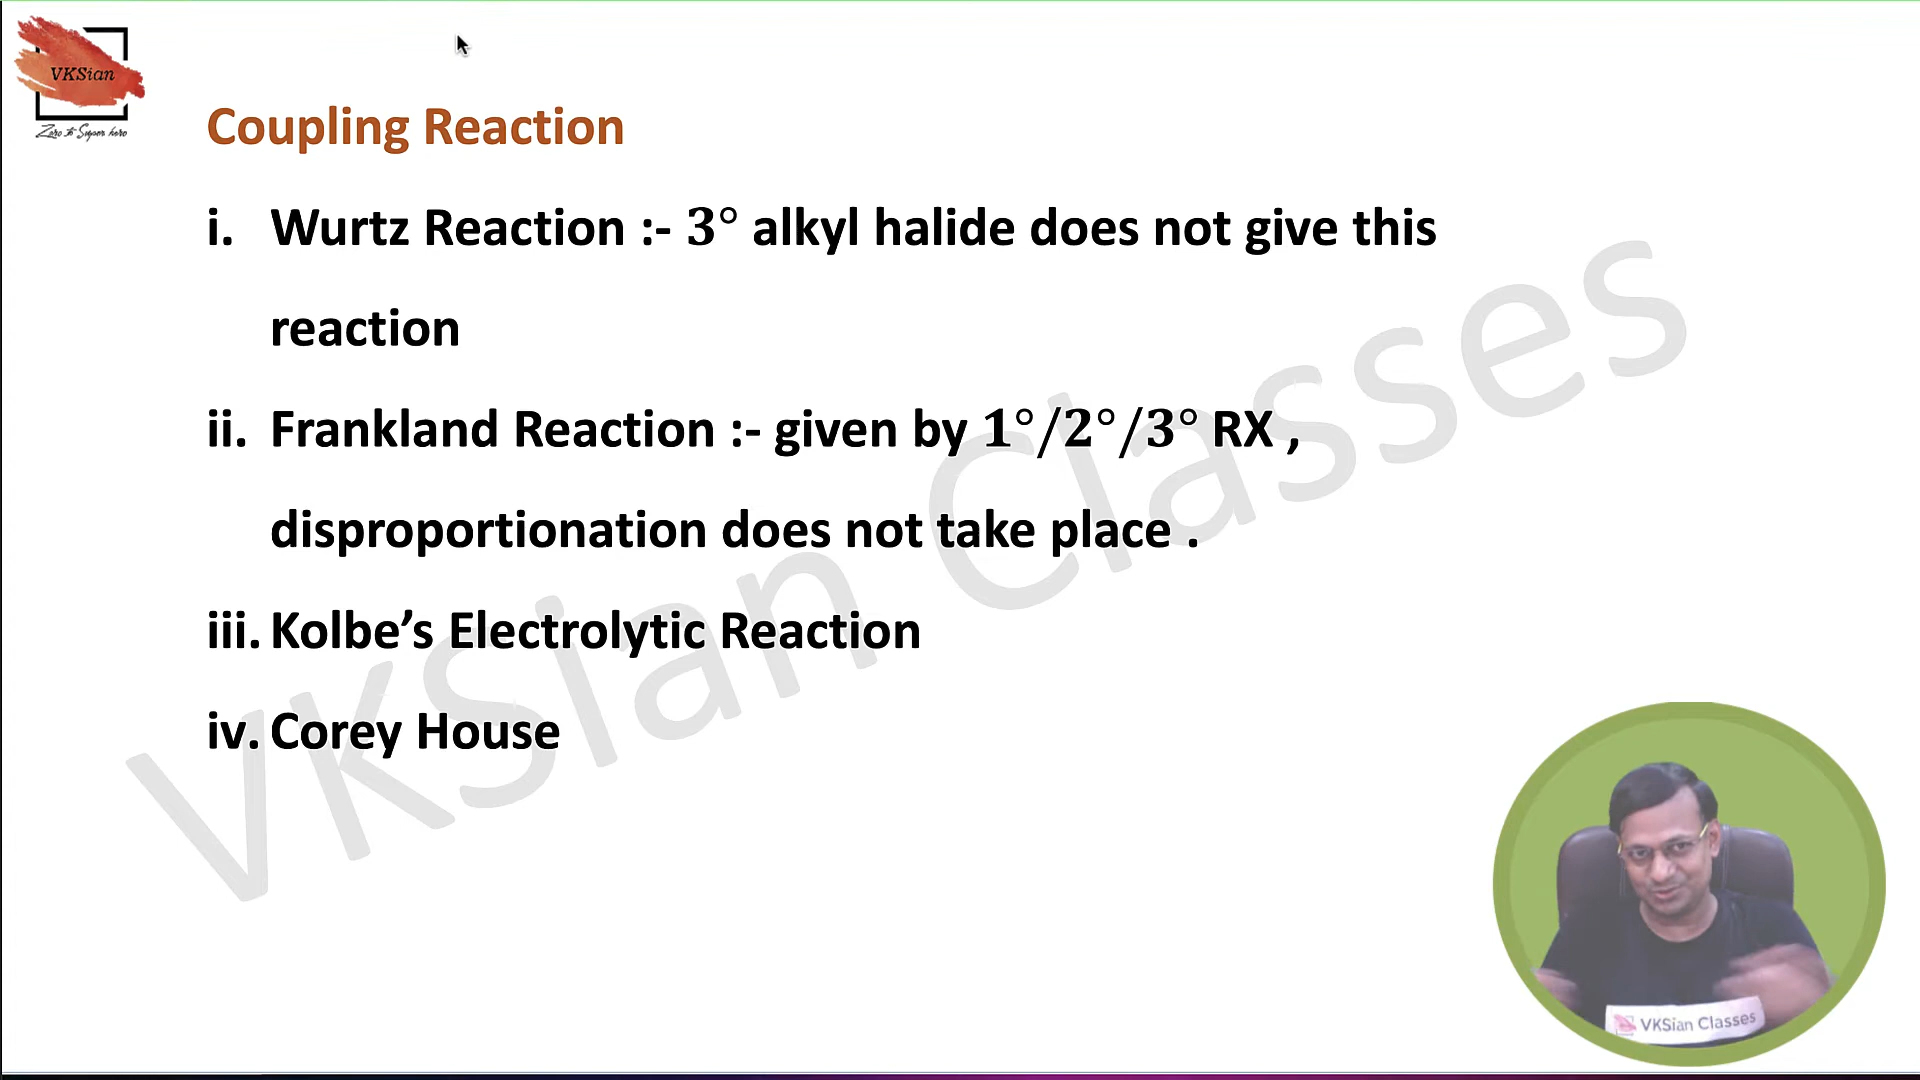 VKSian
Zero to Super hero
Coupling Reaction
i. Wurtz Reaction :- 3° alkyl halide does not give this
reaction
ii. Frankland Reaction :- given by 1°/2°/3° RX ,
disproportionation does not take place .
iii. Kolbe’s Electrolytic Reaction
iv. Corey House
VKSian Classes
VKSian Classes